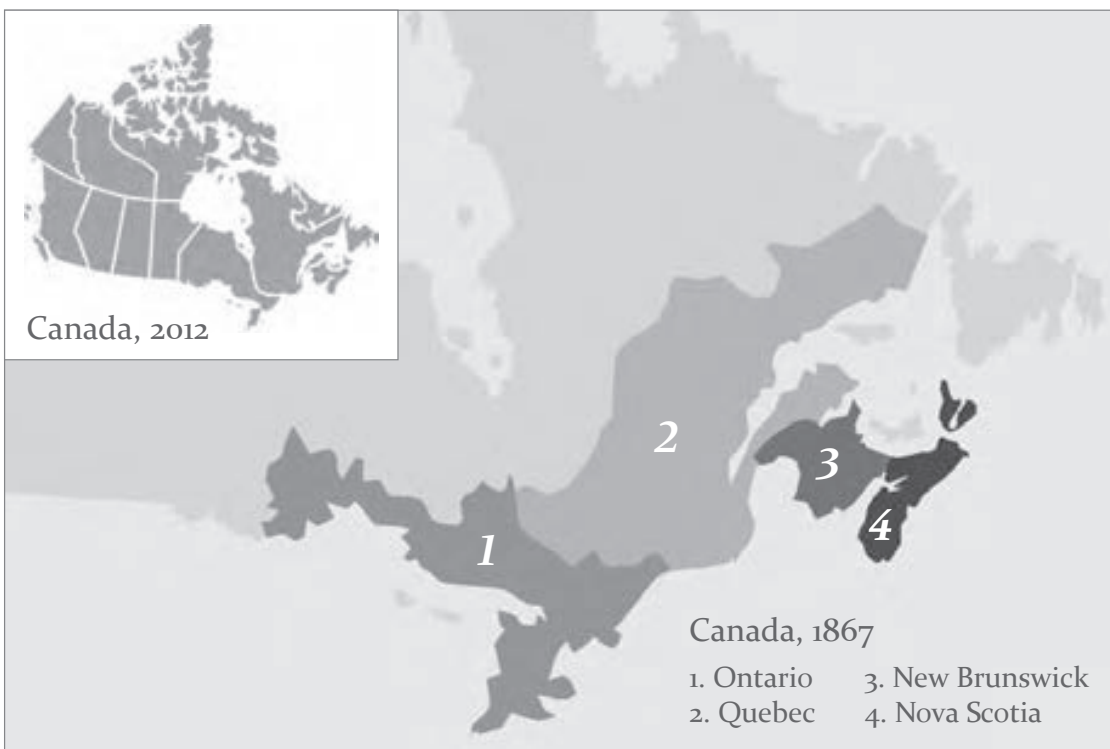 Canada, 2012
1
2
3
4
Canada, 1867
1. Ontario
2. Quebec
3. New Brunswick
4. Nova Scotia